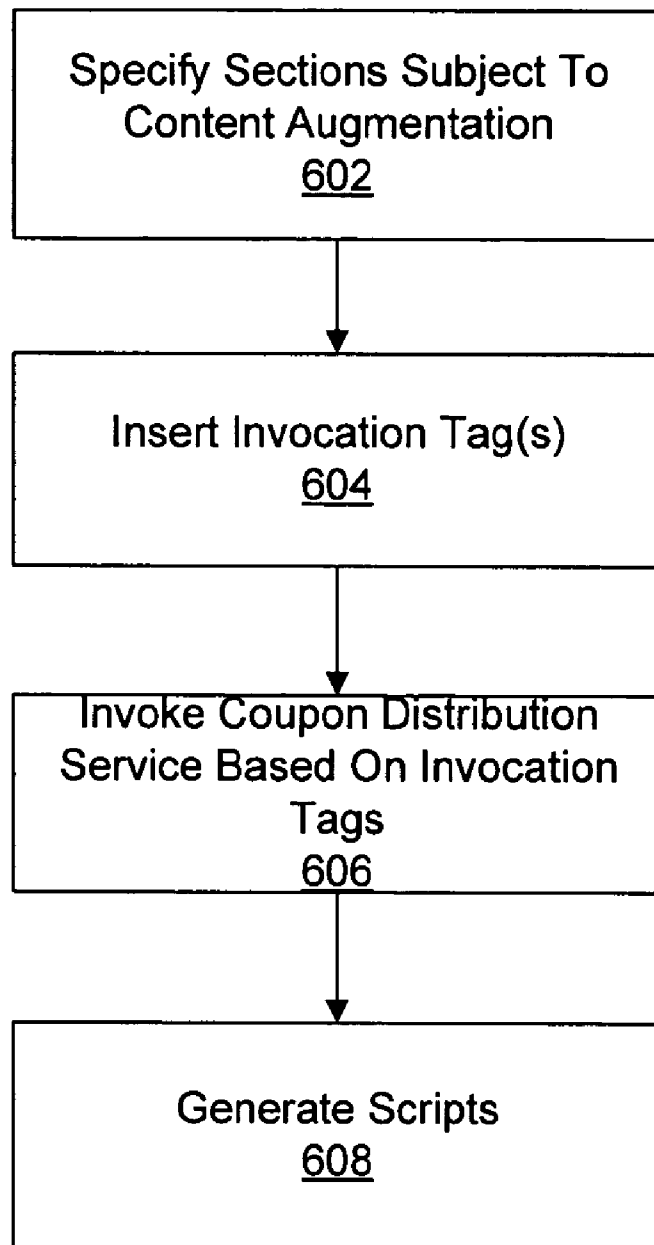 Specify Sections Subject To
Content Augmentation
602
Insert Invocation Tag(s)
604
Invoke Coupon Distribution
Service Based On Invocation
Tags
606
Generate Scripts
608